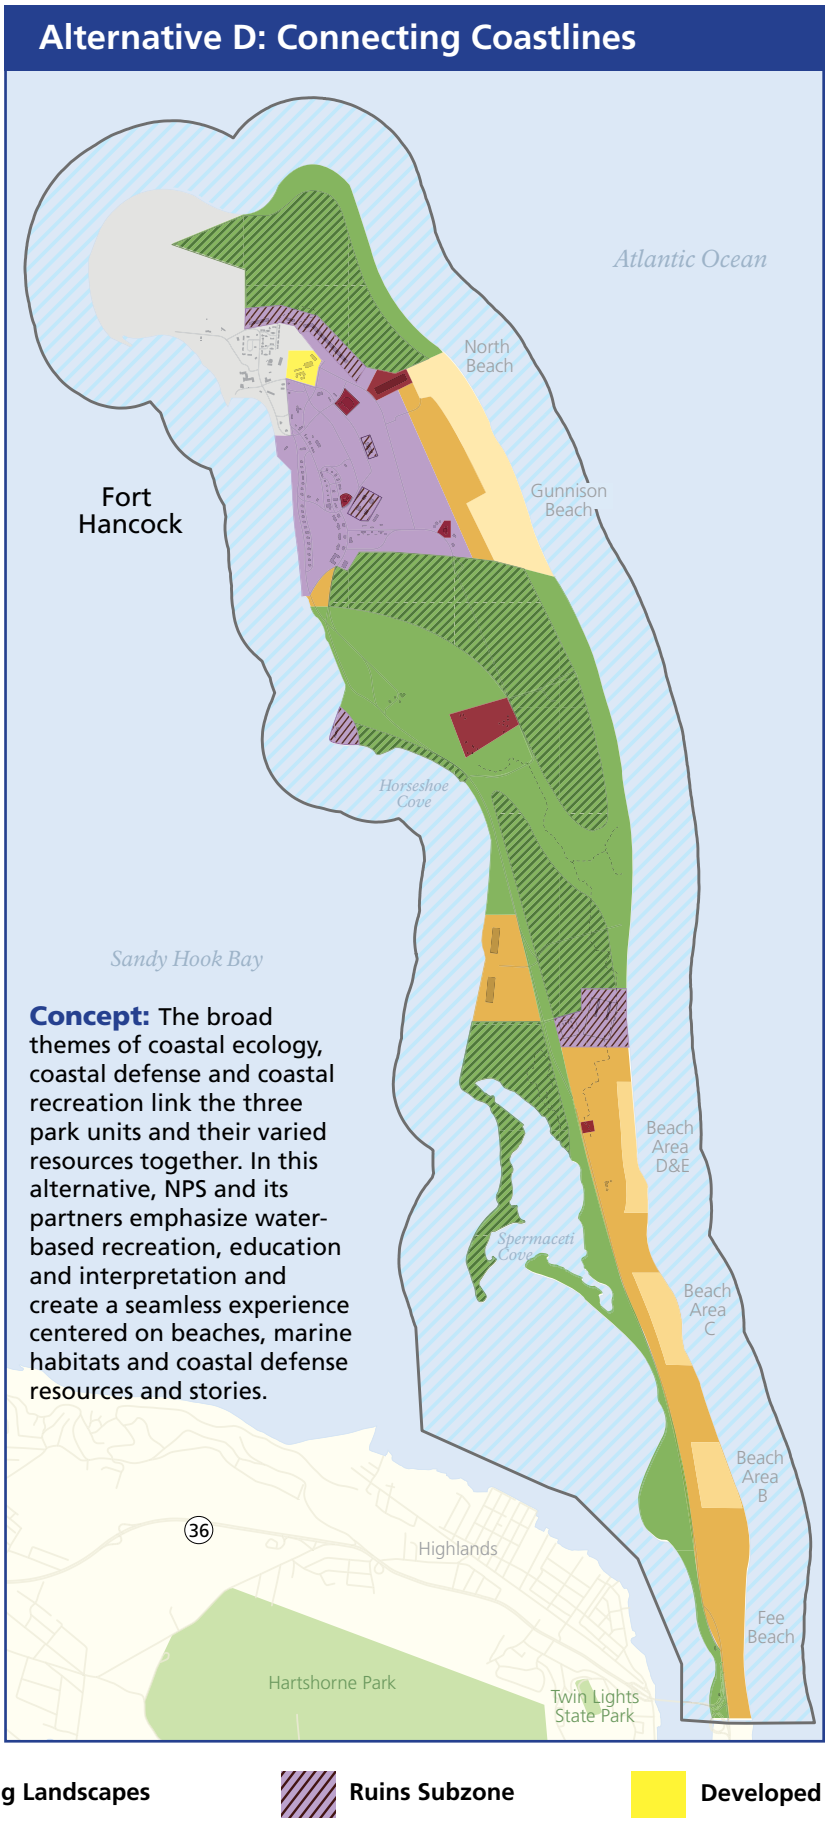 Alternative D: Connecting Coastlines
Atlantic Ocean
North
Beach
Gunnison
Beach
Fort
Hancock
Horseshoe
Cove
Sandy Hook Bay
Concept: The broad
themes of coastal ecology,
coastal defense and coastal
recreation link the three
park units and their varied
resources together. In this
alternative, NPS and its
partners emphasize water-
based recreation, education
and interpretation and
create a seamless experience
centered on beaches, marine
habitats and coastal defense
resources and stories.
Beach
Area
D&E
Spermaceti
Cove
Beach
Area
C
Beach
Area
B
36
Highlands
Fee
Beach
Hartshorne Park
Twin Lights
State Park
g Landscapes
Ruins Subzone
Developed